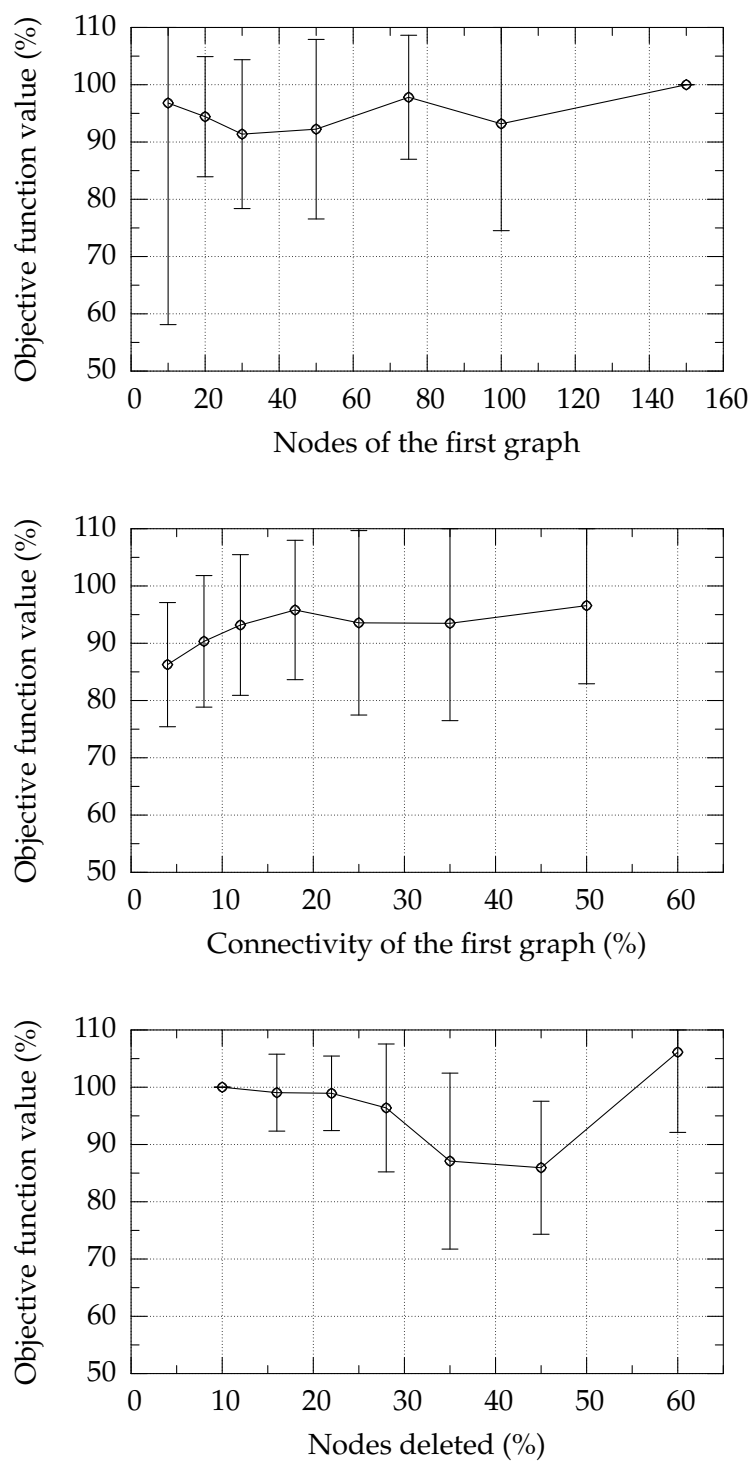 Objective function value (%)
110
100
90
80
70
60
50
0 20 40 60 80 100 120 140 160
Nodes of the first graph
Objective function value (%)
110
100
90
80
70
60
50
0 10 20 30 40 50 60
Connectivity of the first graph (%)
Objective function value (%)
110
100
90
80
70
60
50
0 10 20 30 40 50 60
Nodes deleted (%)